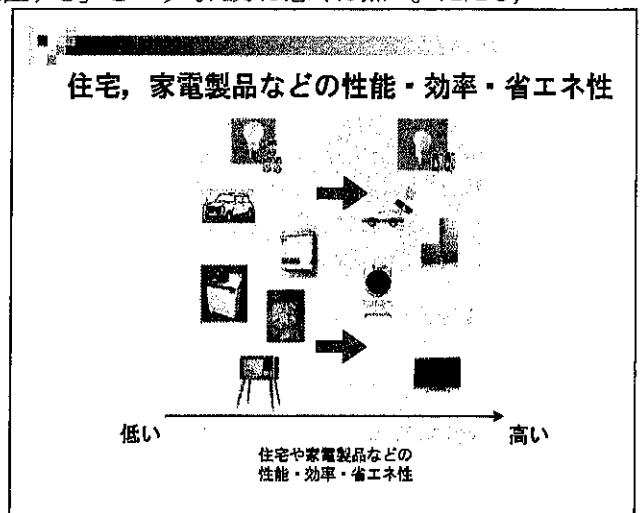 住宅，家電製品などの性能・効率・省エネ性
低い
高い
住宅や家電製品などの
性能・効率・省エネ性